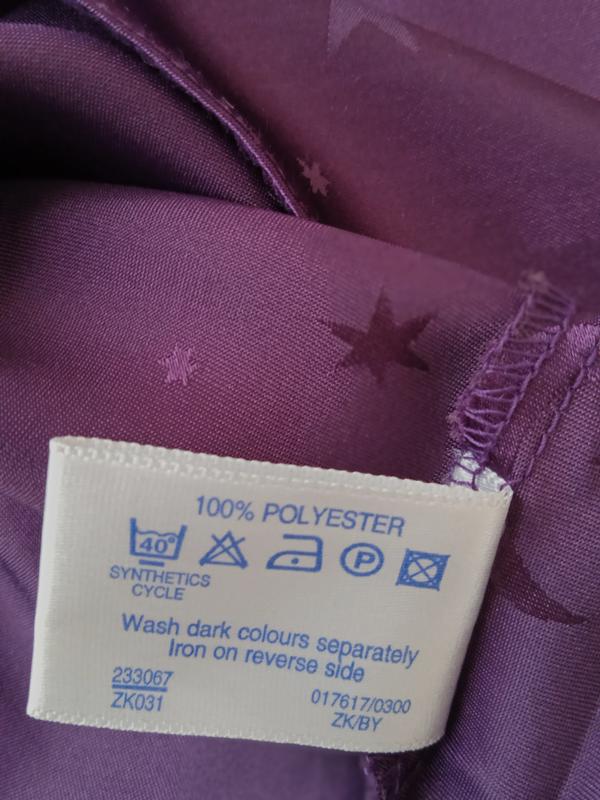 100% POLYESTER
40° P
SYNTHETICS
CYCLE
Wash dark colours separately
Iron on reverse side
233067
ZK031
017617/0300
ZK/BY